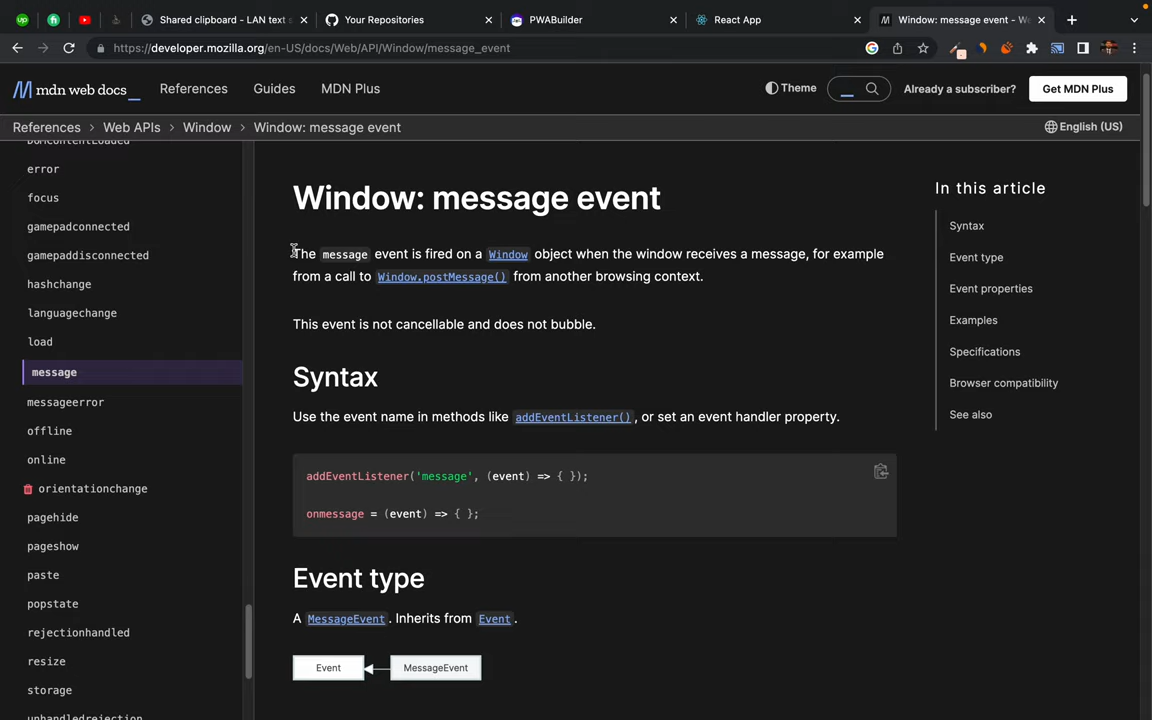 Shared clipboard - LAN text s
Your Repositories
PWABuilder
React App
Window: message event - We
https://developer.mozilla.org/en-US/docs/Web/API/Window/message_event
mdn web docs_
References
Guides
MDN Plus
Theme
Already a subscriber?
Get MDN Plus
References > Web APIs > Window > Window: message event
English (US)
DOMContentLoaded
error
focus
gamepadconnected
gamepaddisconnected
hashchange
languagechange
load
message
messageerror
offline
online
orientationchange
pagehide
pageshow
paste
popstate
rejectionhandled
resize
storage
unhandledrejection
Window: message event
The message event is fired on a Window object when the window receives a message, for example
from a call to Window.postMessage() from another browsing context.
This event is not cancellable and does not bubble.
Syntax
Use the event name in methods like addEventListener(), or set an event handler property.
addEventListener('message', (event) => { });
onmessage = (event) => { };
Event type
A MessageEvent. Inherits from Event.
Event
MessageEvent
In this article
Syntax
Event type
Event properties
Examples
Specifications
Browser compatibility
See also